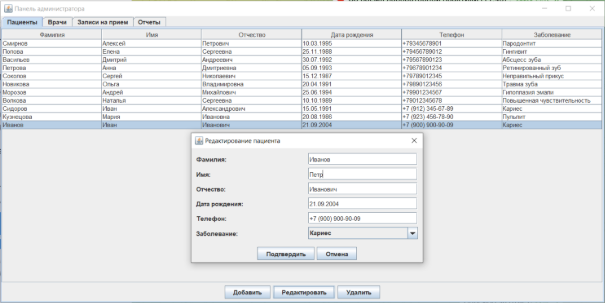 Панель администратора
Пациенты Врачи Записи на прием Отчеты
Фамилия Имя Отчество Дата рождения Телефон Заболевание
Смирнов Алексей Петрович 10.03.1995 +79345678901 Пародонтит
Попова Елена Сергеевна 25.11.1988 +79456789012 Гингивит
Васильев Дмитрий Андреевич 30.07.1992 +79567890123 Абсцесс зуба
Петрова Анна Дмитриевна 05.09.1993 +79678901234 Ретенированный зуб
Соколов Сергей Николаевич 15.12.1987 +79789012345 Неправильный прикус
Новикова Ольга Владимировна 20.04.1991 +79890123456 Травма зуба
Морозов Андрей Михайлович 25.06.1994 +79901234567 Гипоплазия эмали
Волкова Наталья Сергеевна 10.10.1989 +79012345678 Повышенная чувствительность
Сидоров Иван Александрович 15.05.1991 +7 (912) 345-67-89 Кариес
Кузнецова Мария Ивановна 20.08.1986 +7 (923) 456-78-90 Пульпит
Иванов Иван Иванович 21.09.2004 +7 (900) 900-90-09 Кариес
Редактирование пациента
Фамилия: Иванов
Имя: Петр
Отчество: Иванович
Дата рождения: 21.09.2004
Телефон: +7 (900) 900-90-09
Заболевание: Кариес
Подтвердить Отмена
Добавить Редактировать Удалить